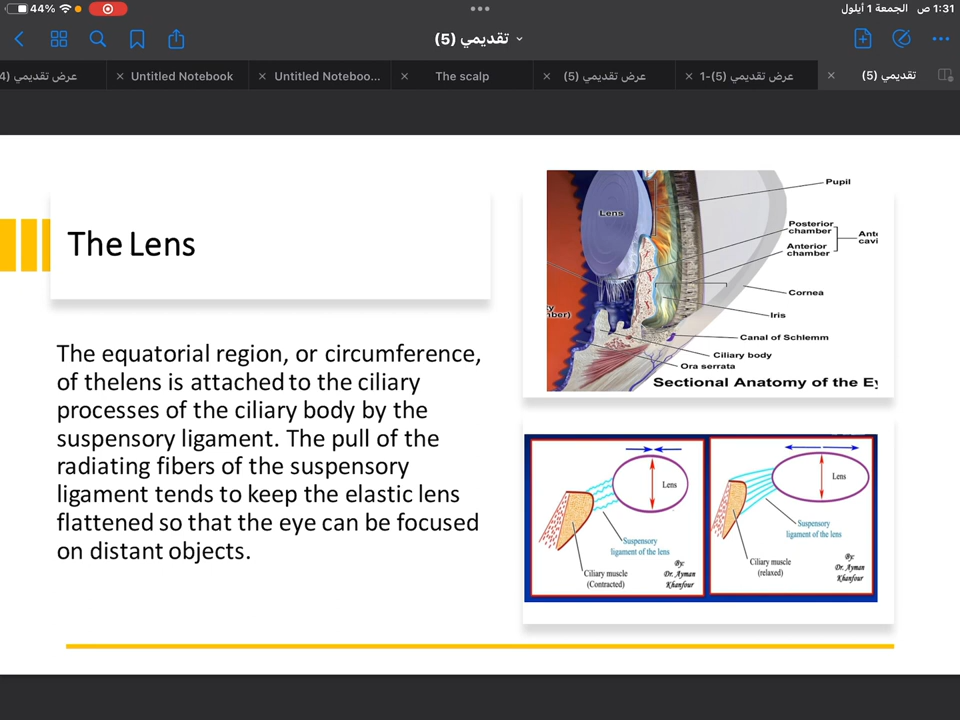 44%
1:31 ص الجمعة 1 أيلول
تقديمي (5)
عرض تقديمي (4
Untitled Notebook
Untitled Noteboo...
The scalp
عرض تقديمي (5)
عرض تقديمي (5)-1
تقديمي (5)
The Lens
The equatorial region, or circumference,
of thelens is attached to the ciliary
processes of the ciliary body by the
suspensory ligament. The pull of the
radiating fibers of the suspensory
ligament tends to keep the elastic lens
flattened so that the eye can be focused
on distant objects.
Pupil
Lens
Posterior
chamber
Anterior
chamber
Cornea
Iris
Canal of Schlemm
Ciliary body
Ora serrata
Sectional Anatomy of the Ey
Lens
Suspensory
ligament of the lens
Ciliary muscle
(Contracted)
By:
Dr. Ayman
Khanfour
Lens
Suspensory
ligament of the lens
Ciliary muscle
(relaxed)
By:
Dr. Ayman
Khanfour